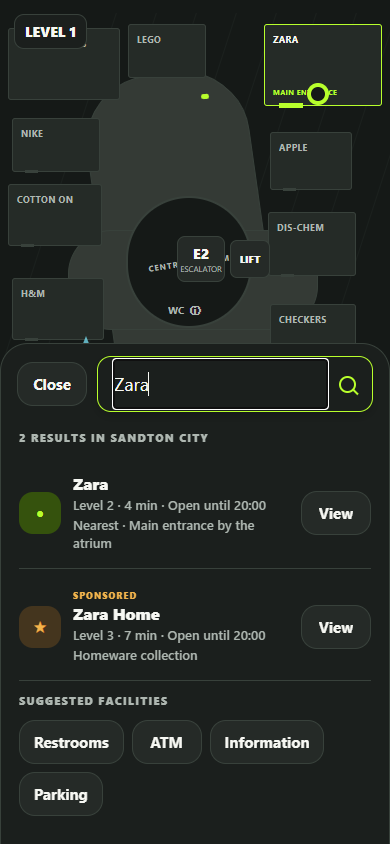 LEVEL 1
LEGO
ZARA
MAIN EN
CE
NIKE
APPLE
COTTON ON
DIS-CHEM
E2
ESCALATOR
LIFT
CENTR
M
H&M
WC
CHECKERS
Close
Zara
2 RESULTS IN SANDTON CITY
Zara
Level 2 · 4 min · Open until 20:00
Nearest · Main entrance by the
atrium
View
SPONSORED
Zara Home
Level 3 · 7 min · Open until 20:00
Homeware collection
View
SUGGESTED FACILITIES
Restrooms
ATM
Information
Parking